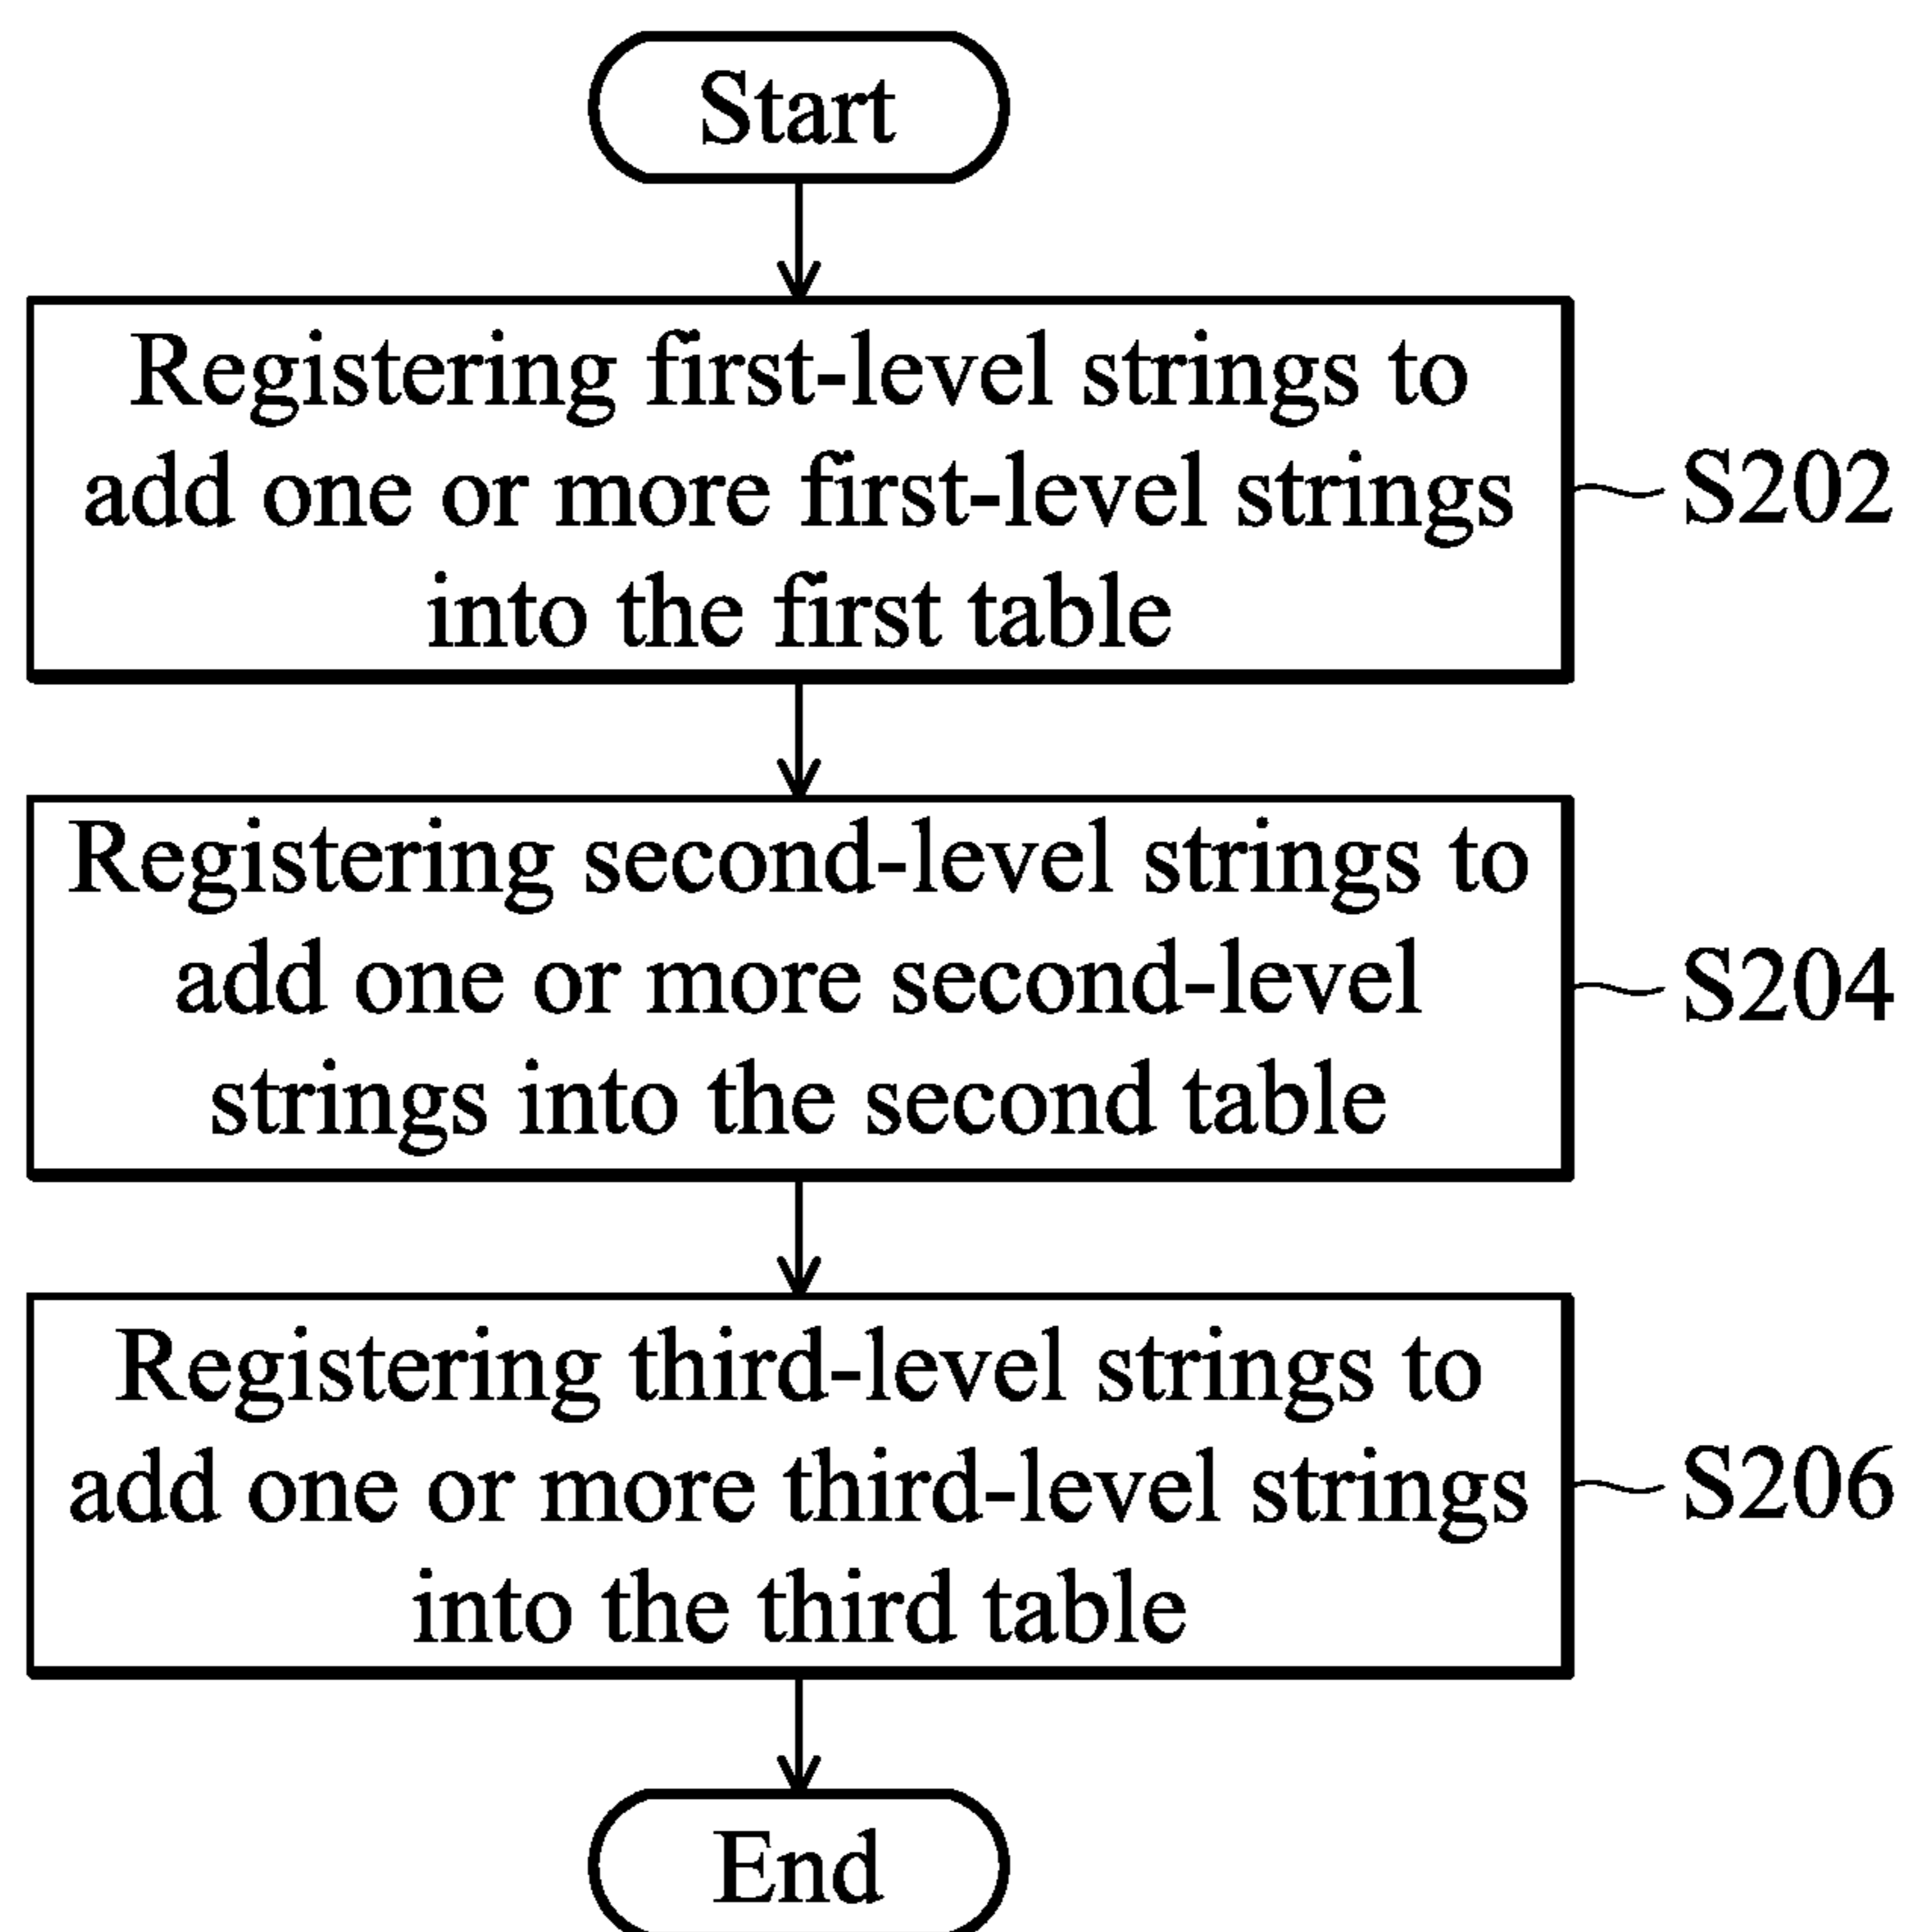 Start
Registering first-level strings to
add one or more first-level strings
into the first table
S202
Registering second-level strings to
add one or more second-level
strings into the second table
S204
Registering third-level strings to
add one or more third-level strings
into the third table
S206
End